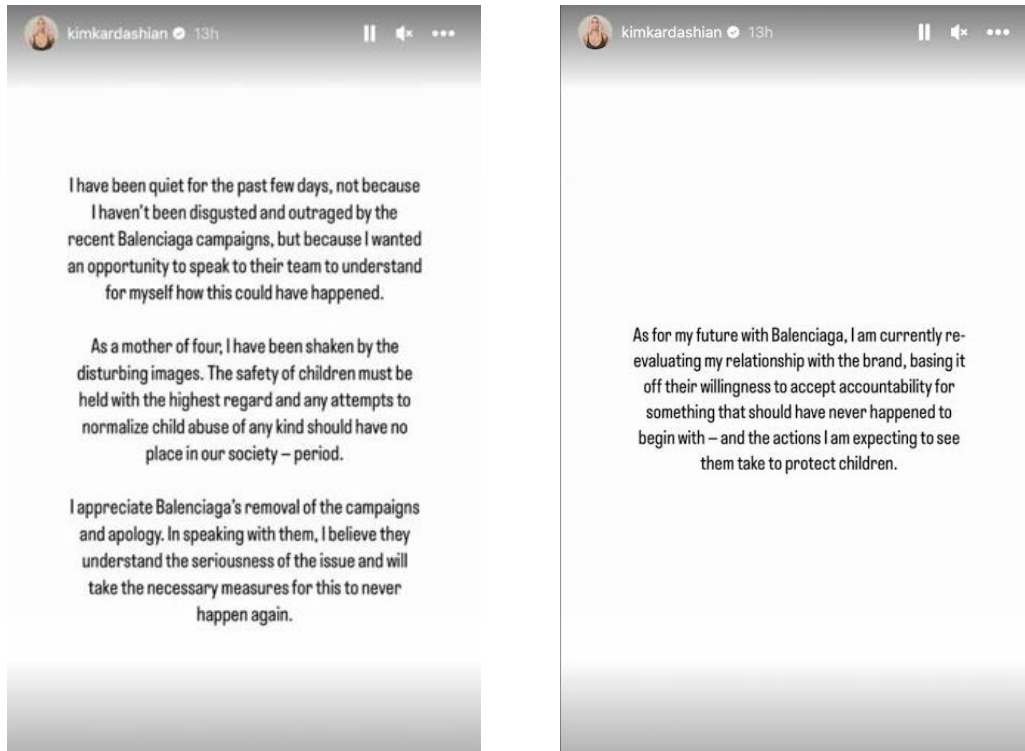 kimkardashian 13h
I have been quiet for the past few days, not because
I haven't been disgusted and outraged by the
recent Balenciaga campaigns, but because I wanted
an opportunity to speak to their team to understand
for myself how this could have happened.
As a mother of four, I have been shaken by the
disturbing images. The safety of children must be
held with the highest regard and any attempts to
normalize child abuse of any kind should have no
place in our society – period.
I appreciate Balenciaga's removal of the campaigns
and apology. In speaking with them, I believe they
understand the seriousness of the issue and will
take the necessary measures for this to never
happen again.
kimkardashian 13h
As for my future with Balenciaga, I am currently re-
evaluating my relationship with the brand, basing it
off their willingness to accept accountability for
something that should have never happened to
begin with – and the actions I am expecting to see
them take to protect children.